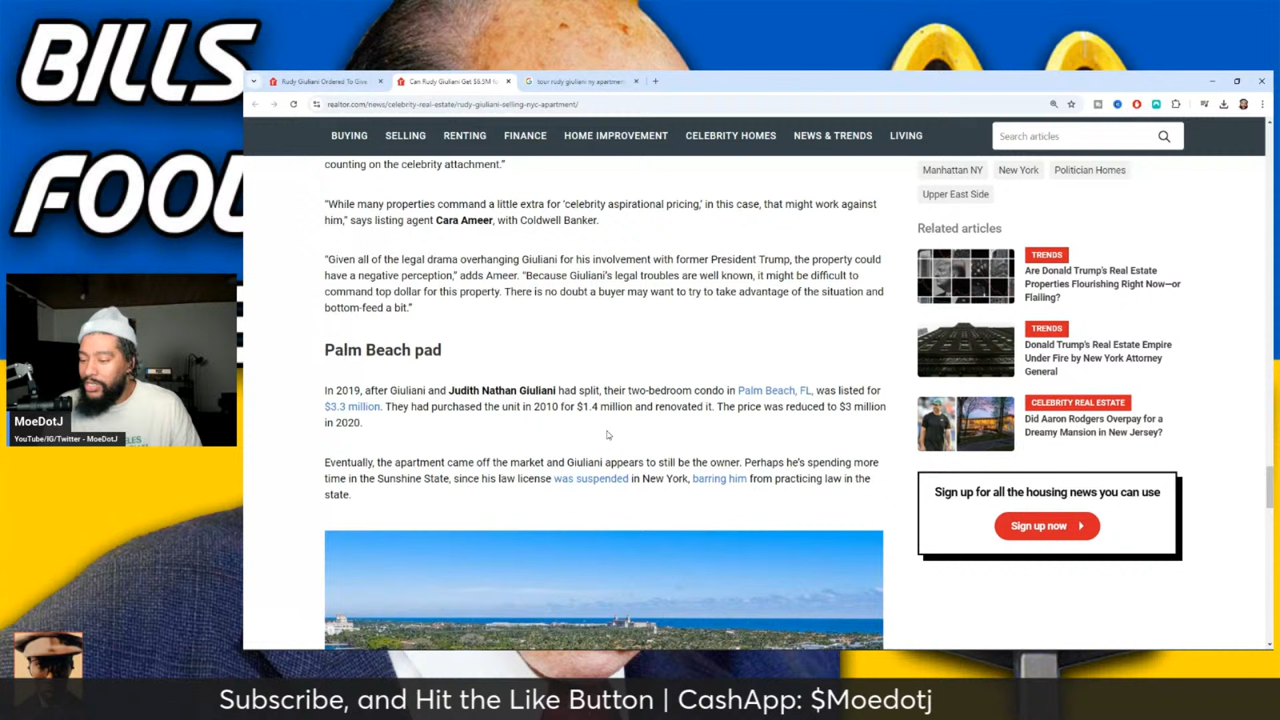 BILLS
FOOL
Rudy Giuliani Ordered To Give
Can Rudy Giuliani Get $6.5M fo
tour rudy giuliani ny apartmen
realtor.com/news/celebrity-real-estate/rudy-giuliani-selling-nyc-apartment/
BUYING SELLING RENTING FINANCE HOME IMPROVEMENT CELEBRITY HOMES NEWS & TRENDS LIVING
Search articles
counting on the celebrity attachment.”
“While many properties command a little extra for ‘celebrity aspirational pricing,’ in this case, that might work against
him,” says listing agent Cara Ameer, with Coldwell Banker.
“Given all of the legal drama overhanging Giuliani for his involvement with former President Trump, the property could
have a negative perception,” adds Ameer. “Because Giuliani’s legal troubles are well known, it might be difficult to
command top dollar for this property. There is no doubt a buyer may want to try to take advantage of the situation and
bottom-feed a bit.”
Palm Beach pad
In 2019, after Giuliani and Judith Nathan Giuliani had split, their two-bedroom condo in Palm Beach, FL, was listed for
$3.3 million. They had purchased the unit in 2010 for $1.4 million and renovated it. The price was reduced to $3 million
in 2020.
Eventually, the apartment came off the market and Giuliani appears to still be the owner. Perhaps he’s spending more
time in the Sunshine State, since his law license was suspended in New York, barring him from practicing law in the
state.
Manhattan NY New York Politician Homes
Upper East Side
Related articles
TRENDS
Are Donald Trump’s Real Estate
Properties Flourishing Right Now—or
Flailing?
TRENDS
Donald Trump’s Real Estate Empire
Under Fire by New York Attorney
General
CELEBRITY REAL ESTATE
Did Aaron Rodgers Overpay for a
Dreamy Mansion in New Jersey?
Sign up for all the housing news you can use
Sign up now
MoeDotJ
YouTube/IG/Twitter - MoeDotJ
Subscribe, and Hit the Like Button | CashApp: $Moedotj